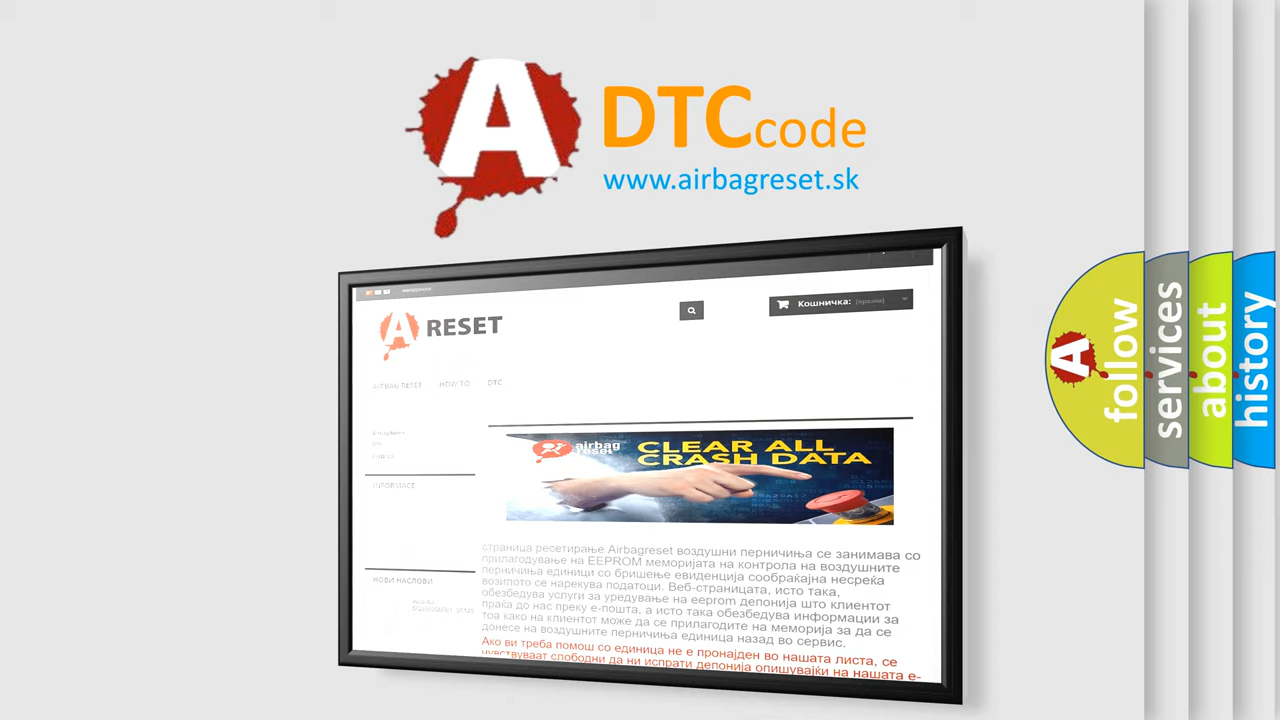 A DTC code
www.airbagreset.sk
A RESET
Кошничка: (празни)
AIRBAG RESET HOW TO DTC
airbag
reset
CLEAR ALL
CRASH DATA
INFORMACE
НОВИ НАСЛОВИ
страница ресетирање Airbagreset воздушни перничиња се занимава со
прилагодување на EEPROM меморијата на контрола на воздушните
перничиња единици со бришење евиденција сообраќајна несреќа
возилото се нарекува податоци. Веб-страницата, исто така,
обезбедува услуги за уредување на eeprom депонија што клиентот
праќа до нас преку е-пошта, а исто така обезбедува информации за
тоа како на клиентот може да се прилагодите на меморија за да се
донесе на воздушните перничиња единица назад во сервис.
Ако ви треба помош со единица не е пронајден во нашата листа, се
чувствуваат слободни да ни испрати депонија опишувајќи на нашата е-
A follow
services
about
history